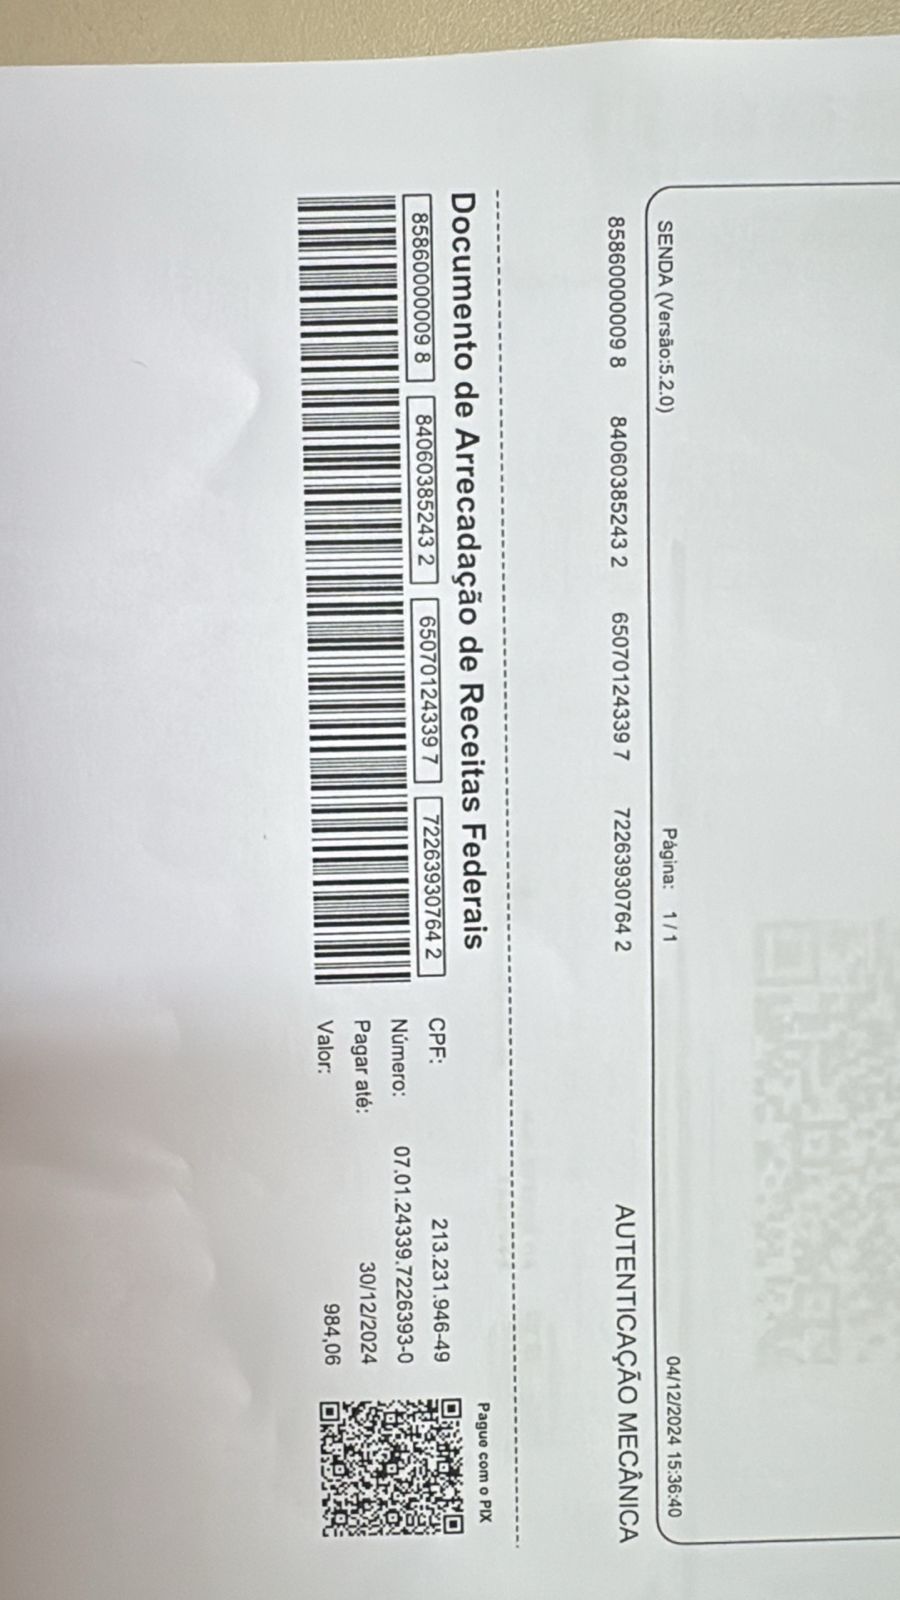 SENDA (Versão:5.2.0) Página: 1 / 1 04/12/2024 15:36:40
85860000009 8 84060385243 2 65070124339 7 72263930764 2 AUTENTICAÇÃO MECÂNICA
Documento de Arrecadação de Receitas Federais
85860000009 8 84060385243 2 65070124339 7 72263930764 2
CPF: 213.231.946-49
Número: 07.01.24339.7226393-0
Pagar até: 30/12/2024
Valor: 984,06
Pague com o PIX